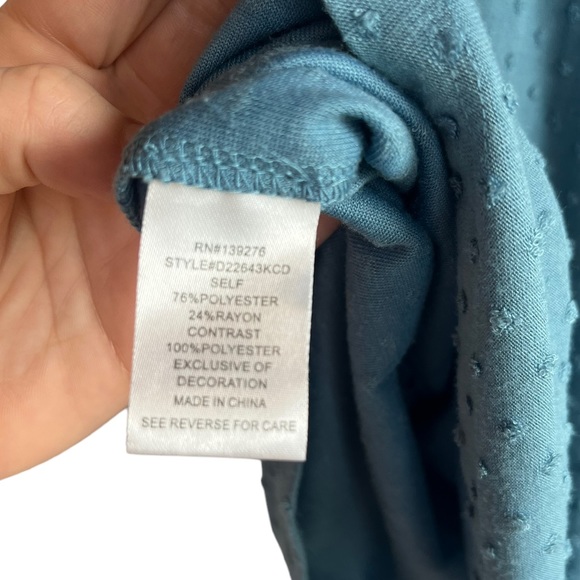 RN#139276
STYLE#D22643KCD
SELF
76%POLYESTER
24%RAYON
CONTRAST
100%POLYESTER
EXCLUSIVE OF
DECORATION
MADE IN CHINA
SEE REVERSE FOR CARE